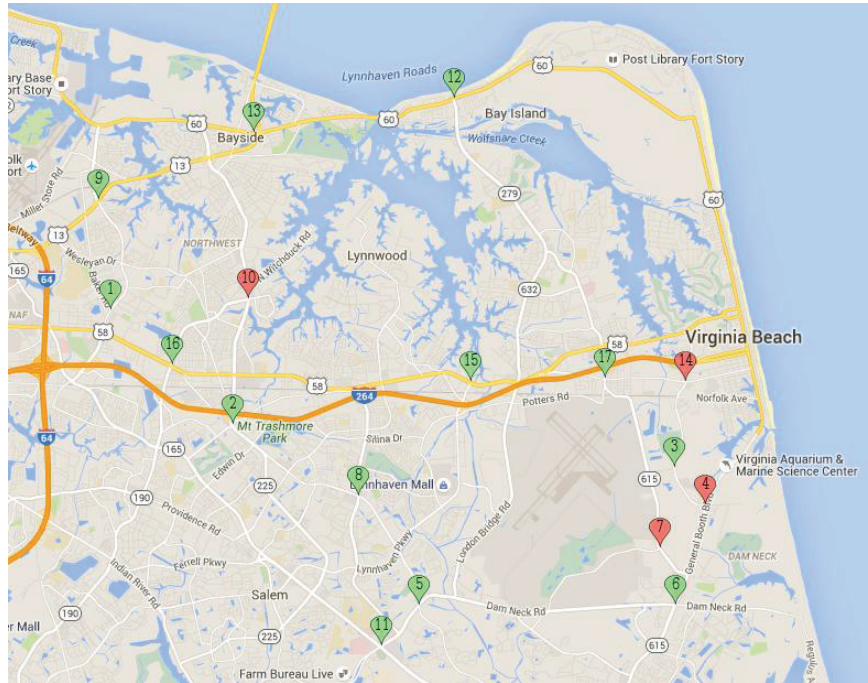 Creek
Lynnhaven Roads
12
60
Post Library Fort Story
ary Base
ort Story
13
60
60
60
Bay Island
Bayside
Wolfsnare Creek
13
olk
ort
9
Miller Store Rd
279
60
eltway
13
NORTHWEST
N Witchduck Rd
Lynnwood
Wesleyan Dr
165
64
10
1
Baker Rd
632
NAF
58
16
58
Virginia Beach
15
17
14
58
264
Potters Rd
Norfolk Ave
2
Mt Trashmore
Park
64
Silina Dr
3
Edwin Dr
165
8
Lynnhaven Mall
615
Virginia Aquarium &
Marine Science Center
4
190
225
General Booth Blvd
Providence Rd
London Bridge Rd
7
DAM NECK
Ferrell Pkwy
Lynnhaven Pkwy
Indian River Rd
5
6
Salem
Dam Neck Rd
Dam Neck Rd
190
er Mall
225
11
615
Farm Bureau Live
Regulus A